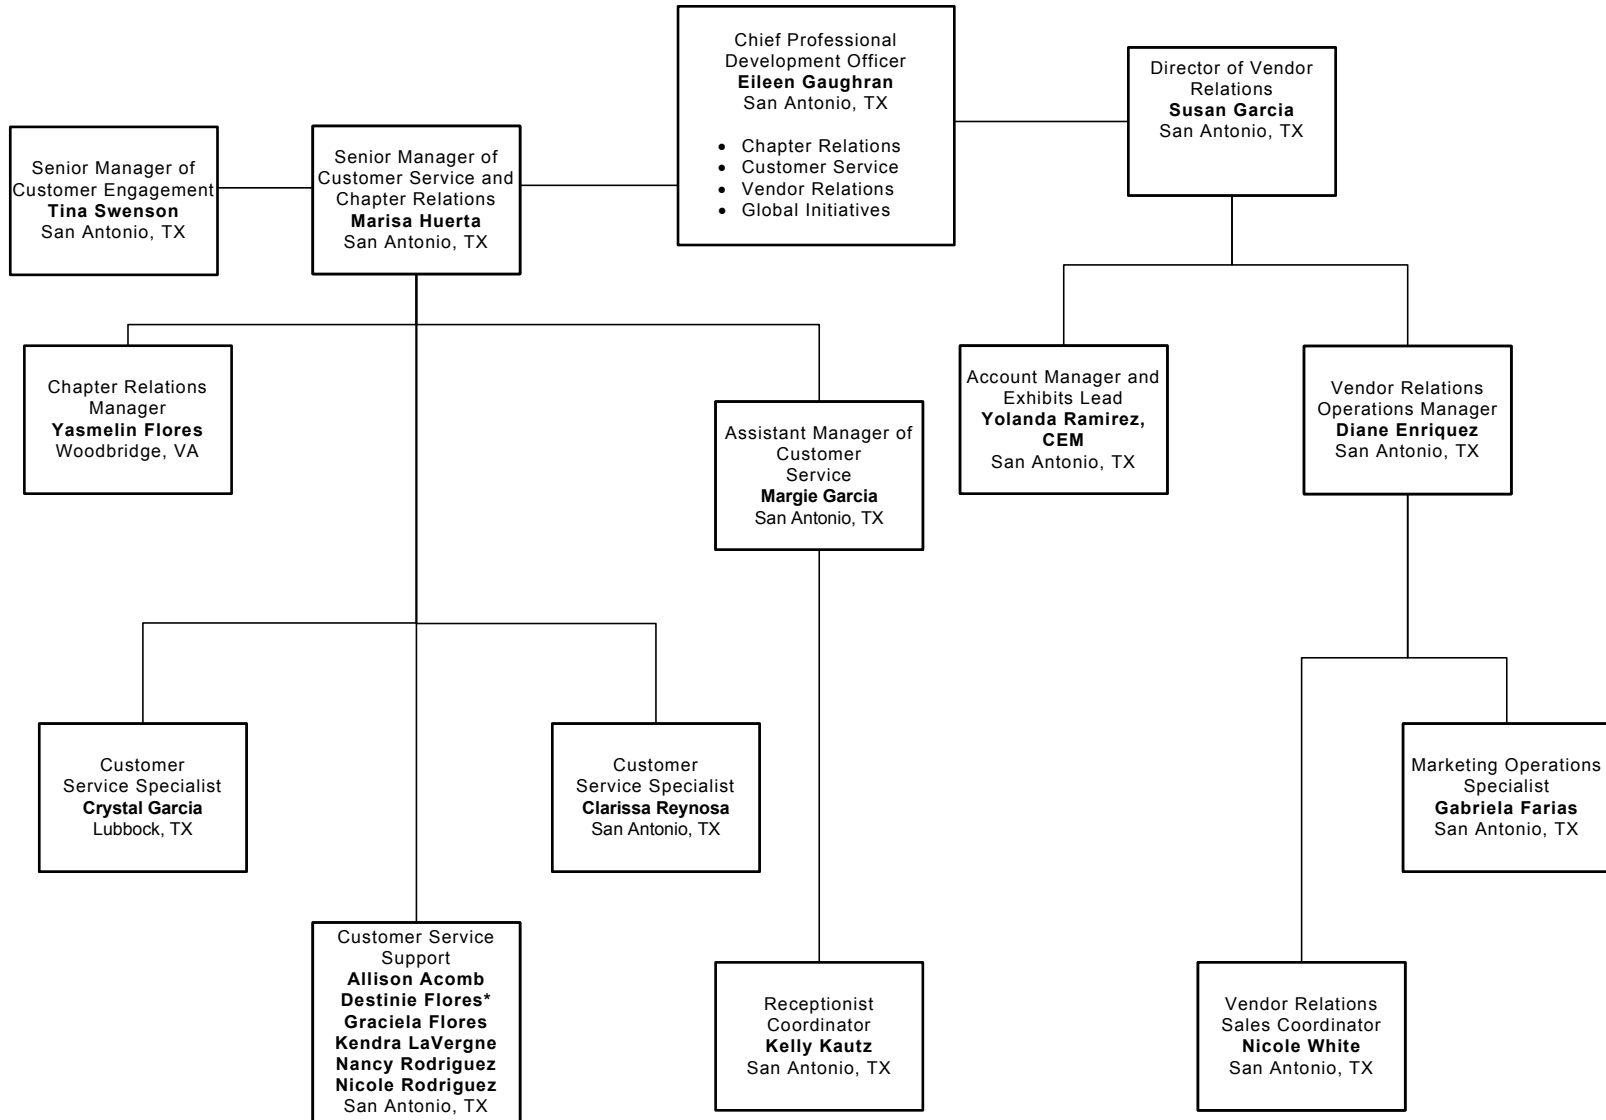 Chief Professional
Development Officer
Eileen Gaughran
San Antonio, TX
• Chapter Relations
• Customer Service
• Vendor Relations
• Global Initiatives
Director of Vendor
Relations
Susan Garcia
San Antonio, TX
Senior Manager of
Customer Engagement
Tina Swenson
San Antonio, TX
Senior Manager of
Customer Service and
Chapter Relations
Marisa Huerta
San Antonio, TX
Chapter Relations
Manager
Yasmelin Flores
Woodbridge, VA
Assistant Manager of
Customer
Service
Margie Garcia
San Antonio, TX
Account Manager and
Exhibits Lead
Yolanda Ramirez,
CEM
San Antonio, TX
Vendor Relations
Operations Manager
Diane Enriquez
San Antonio, TX
Customer
Service Specialist
Crystal Garcia
Lubbock, TX
Customer
Service Specialist
Clarissa Reynosa
San Antonio, TX
Marketing Operations
Specialist
Gabriela Farias
San Antonio, TX
Customer Service
Support
Allison Acomb
Destinie Flores*
Graciela Flores
Kendra LaVergne
Nancy Rodriguez
Nicole Rodriguez
San Antonio, TX
Receptionist
Coordinator
Kelly Kautz
San Antonio, TX
Vendor Relations
Sales Coordinator
Nicole White
San Antonio, TX